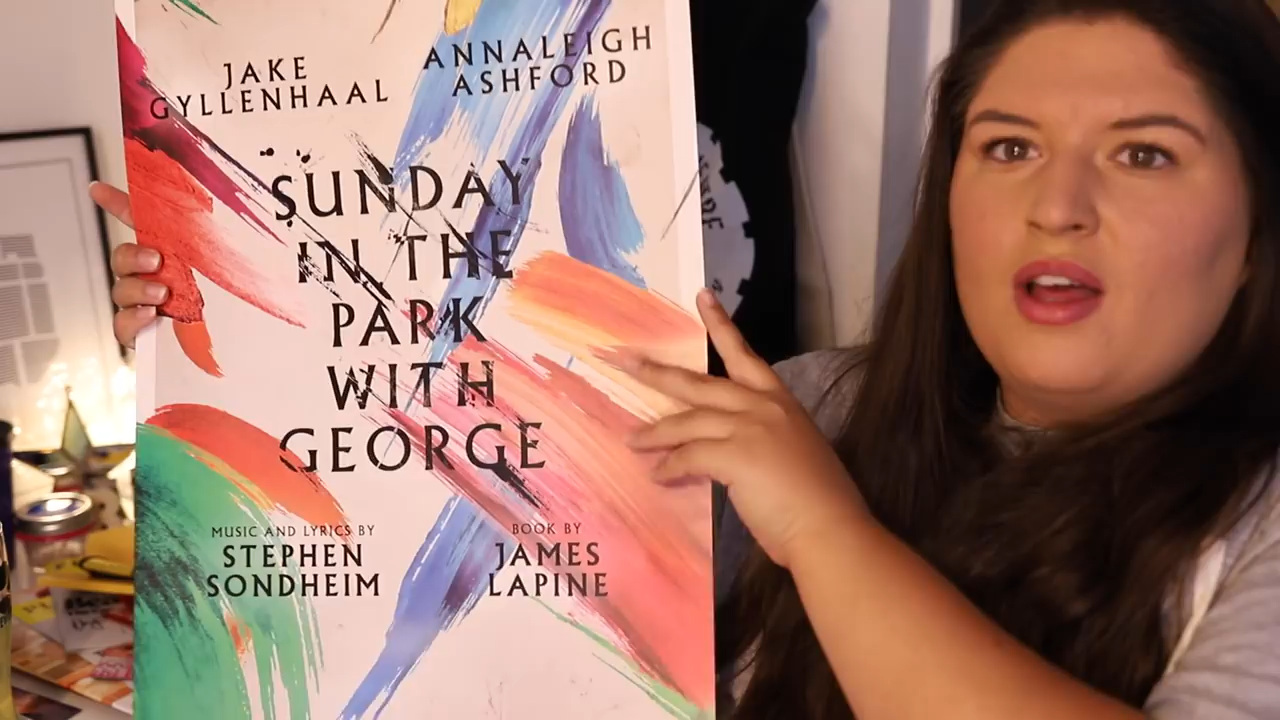 JAKE
GYLLENHAAL
ANNALEIGH
ASHFORD
SUNDAY
IN THE
PARK
WITH
GEORGE
MUSIC AND LYRICS BY
STEPHEN
SONDHEIM
BOOK BY
JAMES
LAPINE